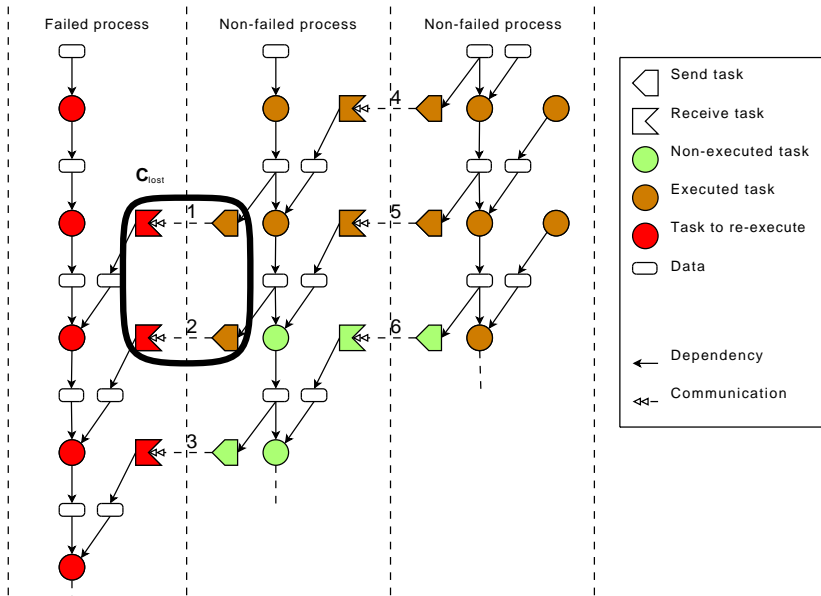 Failed process
Non-failed process
Non-failed process
Send task
Receive task
Non-executed task
Executed task
Task to re-execute
Data
Dependency
Communication
C lost
4
1
5
2
6
3